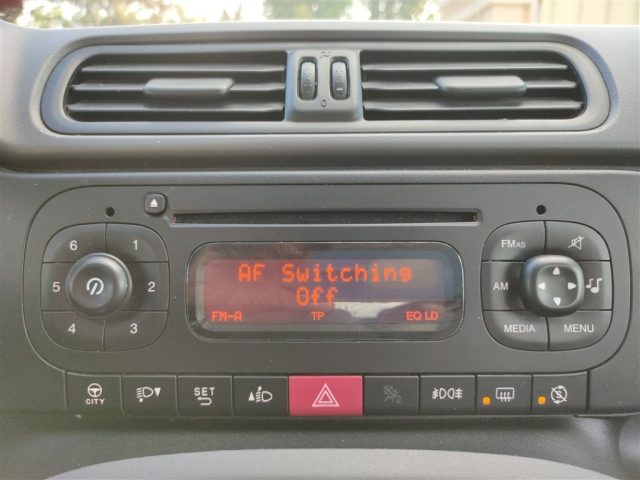 6 1
5 2
4 3
AF Switching
Off
FM-A TP EQ LD
FMAS
AM
MEDIA MENU
CITY
SET